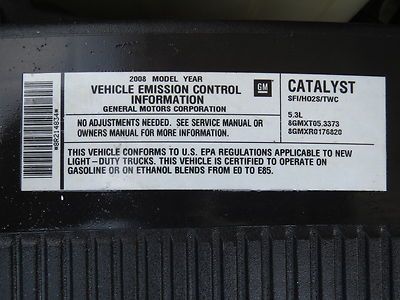 2008 MODEL YEAR
VEHICLE EMISSION CONTROL
INFORMATION
GENERAL MOTORS CORPORATION
GM
CATALYST
SFI/HO2S/TWC
NO ADJUSTMENTS NEEDED. SEE SERVICE MANUAL OR
OWNERS MANUAL FOR MORE INFORMATION.
5.3L
8GMXT05.3373
8GMXR0176820
THIS VEHICLE CONFORMS TO U.S. EPA REGULATIONS APPLICABLE TO NEW
LIGHT-DUTY TRUCKS. THIS VEHICLE IS CERTIFIED TO OPERATE ON
GASOLINE OR ON ETHANOL BLENDS FROM E0 TO E85.
*8R214834*